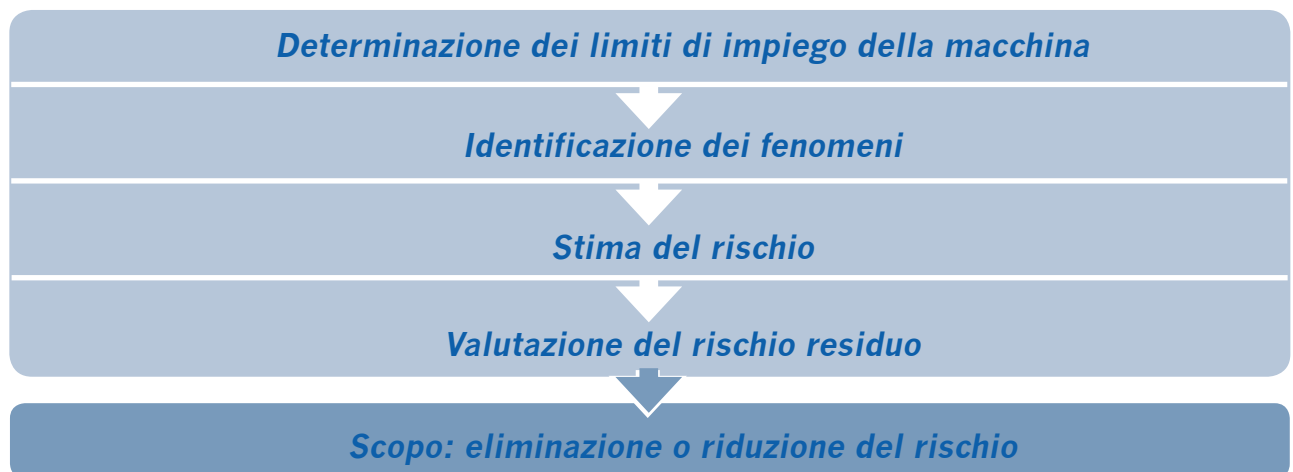 Determinazione dei limiti di impiego della macchina
Identificazione dei fenomeni
Stima del rischio
Valutazione del rischio residuo
Scopo: eliminazione o riduzione del rischio